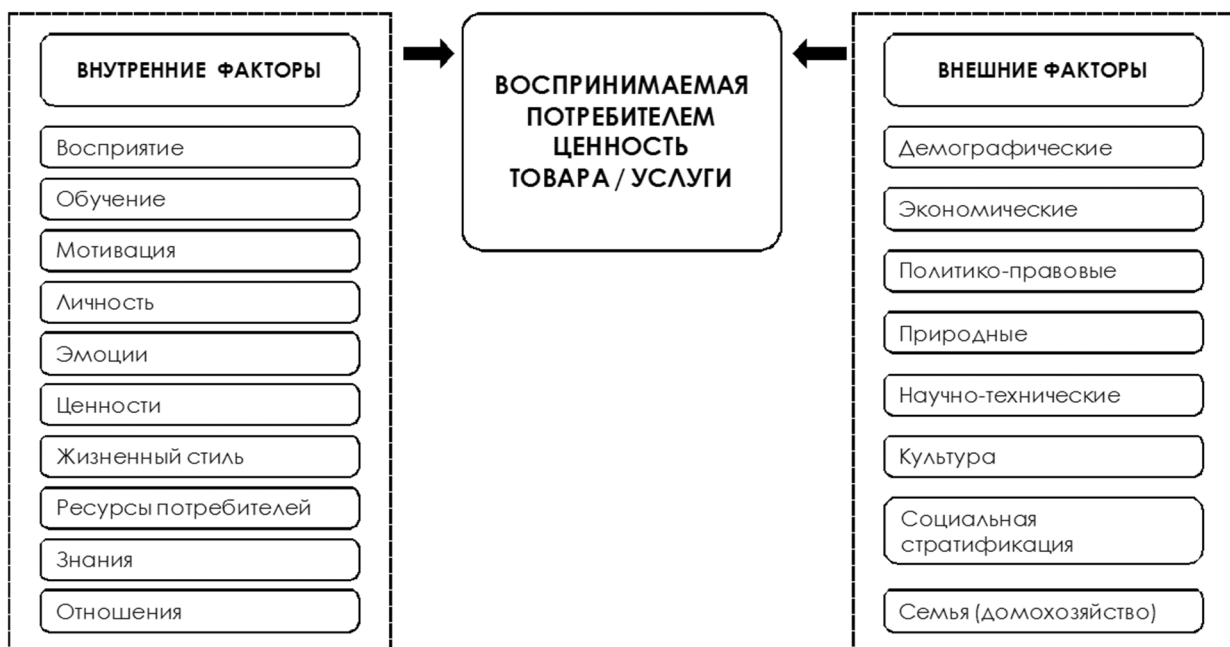 ВНУТРЕННИЕ ФАКТОРЫ
Восприятие
Обучение
Мотивация
Личность
Эмоции
Ценности
Жизненный стиль
Ресурсы потребителей
Знания
Отношения
ВОСПРИНИМАЕМАЯ
ПОТРЕБИТЕЛЕМ
ЦЕННОСТЬ
ТОВАРА / УСЛУГИ
ВНЕШНИЕ ФАКТОРЫ
Демографические
Экономические
Политико-правовые
Природные
Научно-технические
Культура
Социальная
стратификация
Семья (домохозяйство)